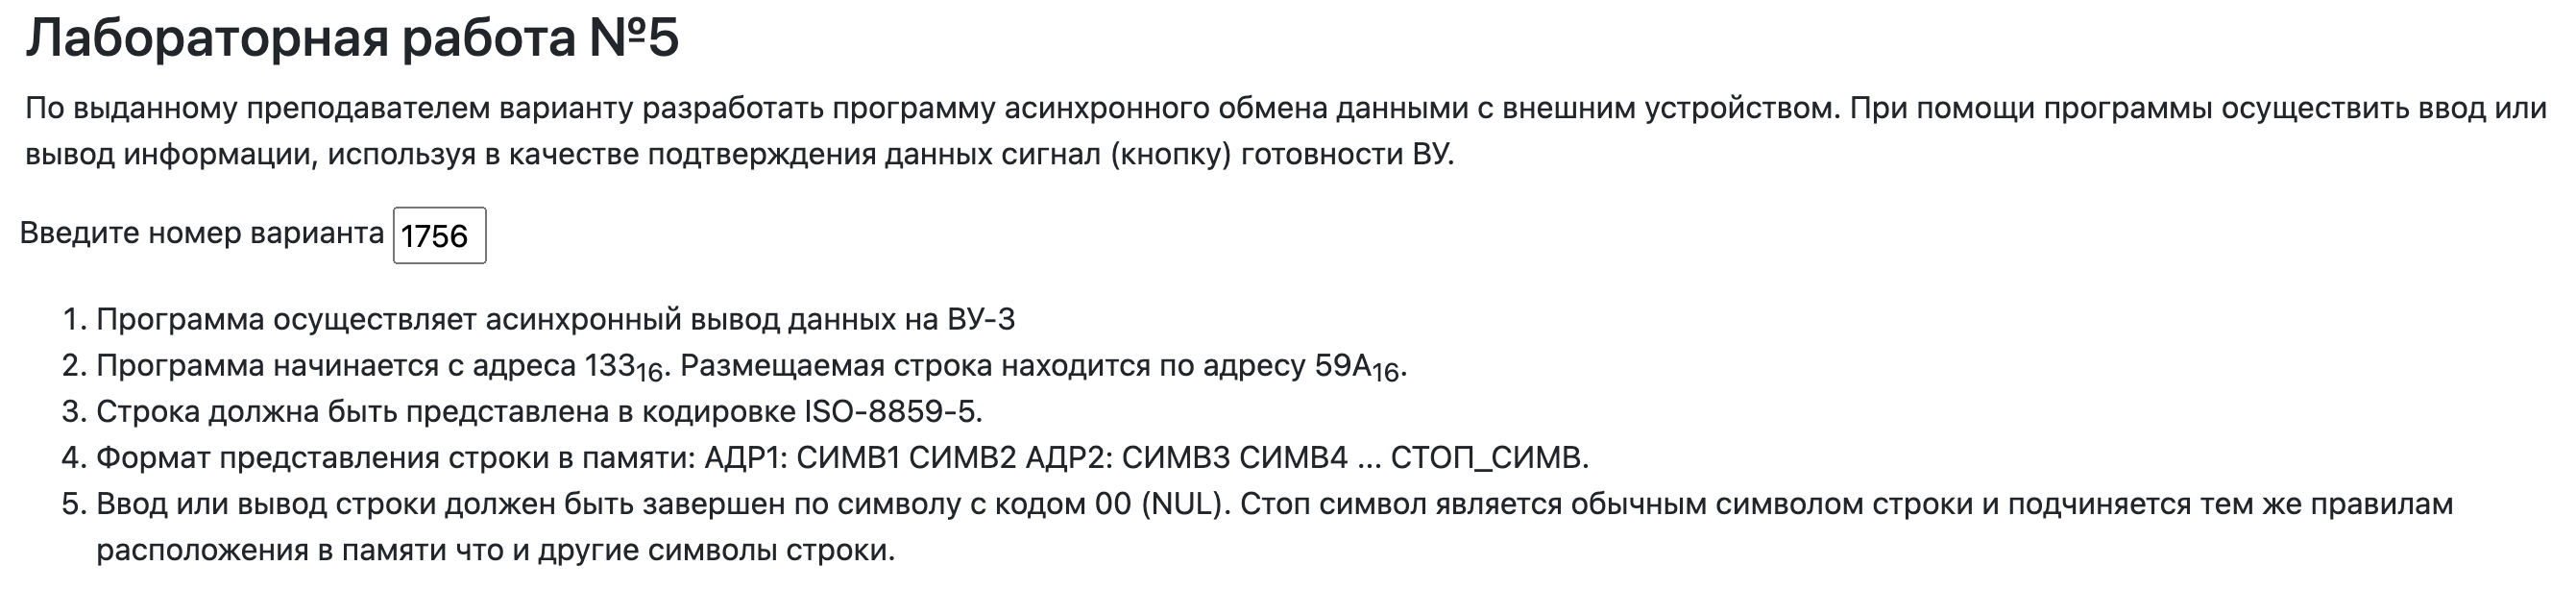 Лабораторная работа №5
По выданному преподавателем варианту разработать программу асинхронного обмена данными с внешним устройством. При помощи программы осуществить ввод или
вывод информации, используя в качестве подтверждения данных сигнал (кнопку) готовности ВУ.
Введите номер варианта 1756
1. Программа осуществляет асинхронный вывод данных на ВУ-3
2. Программа начинается с адреса 133₁₆. Размещаемая строка находится по адресу 59A₁₆.
3. Строка должна быть представлена в кодировке ISO-8859-5.
4. Формат представления строки в памяти: АДР1: СИМВ1 СИМВ2 АДР2: СИМВ3 СИМВ4 ... СТОП_СИМВ.
5. Ввод или вывод строки должен быть завершен по символу с кодом 00 (NUL). Стоп символ является обычным символом строки и подчиняется тем же правилам
расположения в памяти что и другие символы строки.